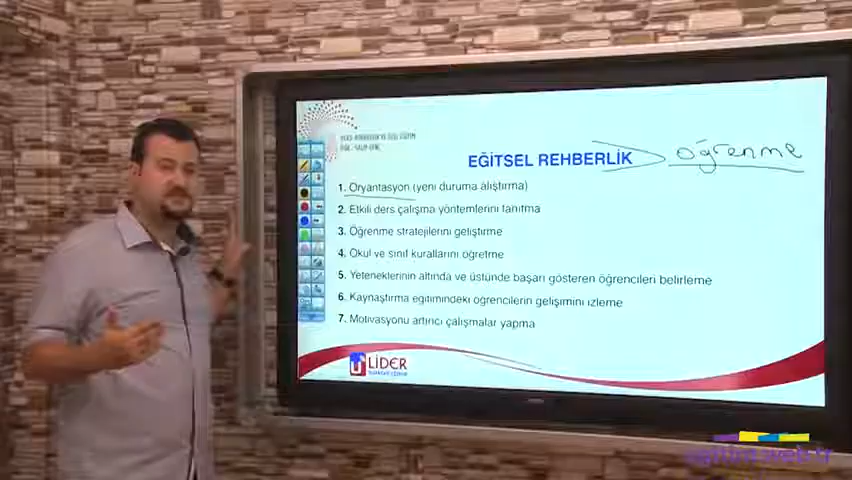 EĞİTSEL REHBERLİK öğrenme
1. Oryantasyon (yeni duruma alıştırma)
2. Etkili ders çalışma yöntemlerini tanıtma
3. Öğrenme stratejilerini geliştirme
4. Okul ve sınıf kurallarını öğretme
5. Yeteneklerinin altında ve üstünde başarı gösteren öğrencileri belirleme
6. Kaynaştırma eğitimindeki öğrencilerin gelişimini izleme
7. Motivasyonu artırıcı çalışmalar yapma
LİDER